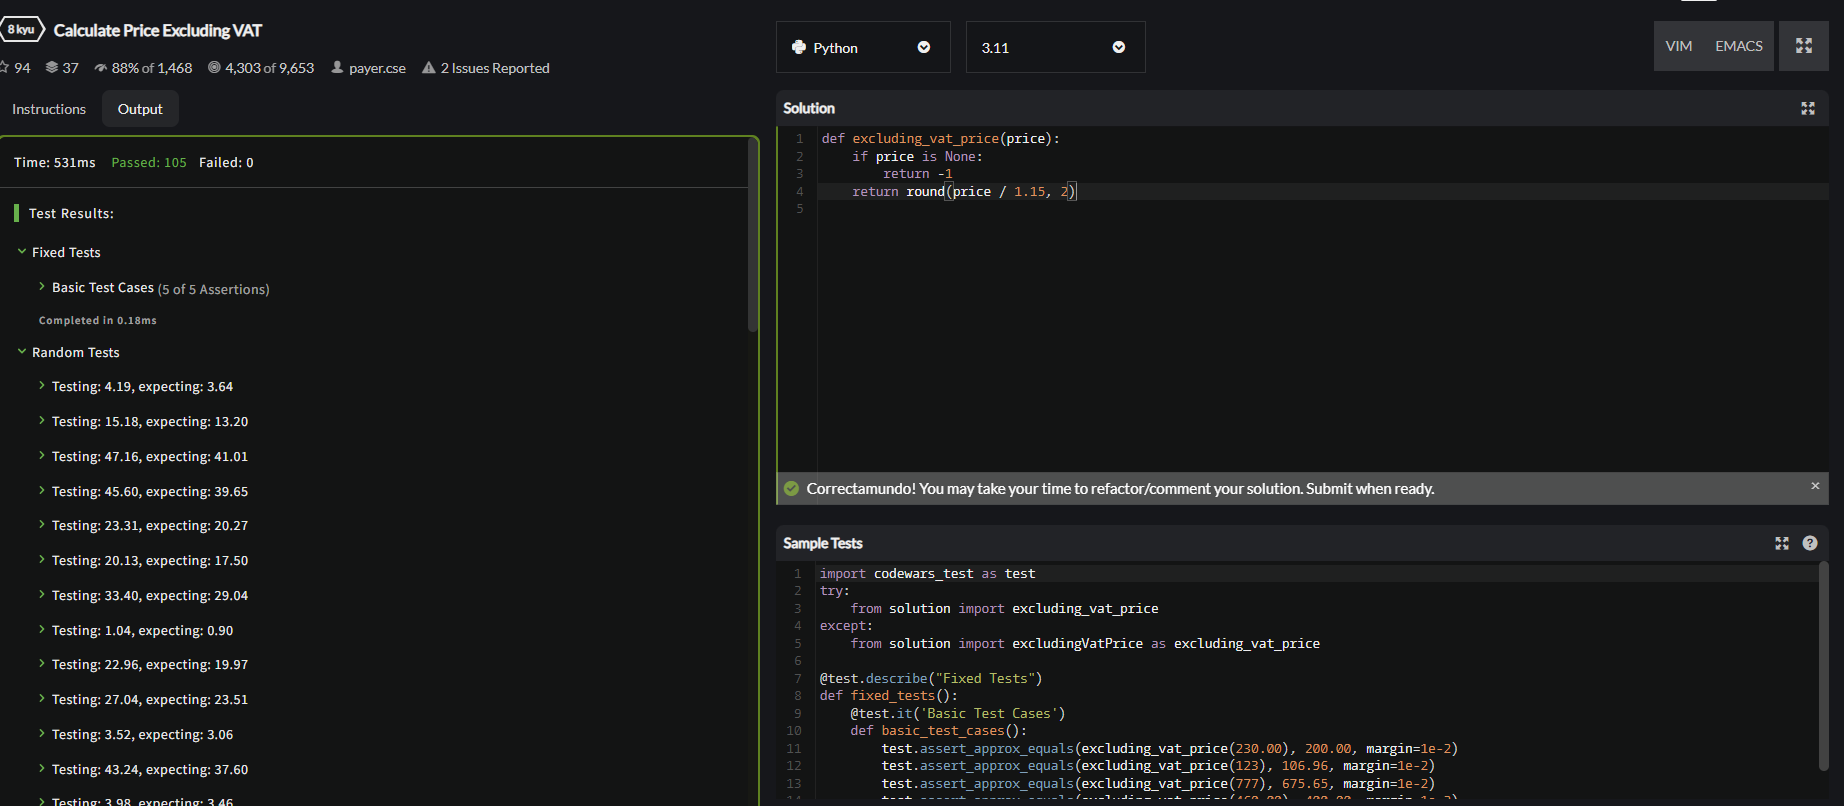 8 kyu Calculate Price Excluding VAT
94 37 88% of 1,468 4,303 of 9,653 payer.cse 2 Issues Reported
Instructions Output
Time: 531ms Passed: 105 Failed: 0
Test Results:
Fixed Tests
Basic Test Cases (5 of 5 Assertions)
Completed in 0.18ms
Random Tests
Testing: 4.19, expecting: 3.64
Testing: 15.18, expecting: 13.20
Testing: 47.16, expecting: 41.01
Testing: 45.60, expecting: 39.65
Testing: 23.31, expecting: 20.27
Testing: 20.13, expecting: 17.50
Testing: 33.40, expecting: 29.04
Testing: 1.04, expecting: 0.90
Testing: 22.96, expecting: 19.97
Testing: 27.04, expecting: 23.51
Testing: 3.52, expecting: 3.06
Testing: 43.24, expecting: 37.60
Testing: 3.98, expecting: 3.46
Python 3.11 VIM EMACS
Solution
1 def excluding_vat_price(price):
2 if price is None:
3 return -1
4 return round(price / 1.15, 2)
5
Correctamundo! You may take your time to refactor/comment your solution. Submit when ready.
Sample Tests
1 import codewars_test as test
2 try:
3 from solution import excluding_vat_price
4 except:
5 from solution import excludingVatPrice as excluding_vat_price
6
7 @test.describe("Fixed Tests")
8 def fixed_tests():
9 @test.it('Basic Test Cases')
10 def basic_test_cases():
11 test.assert_approx_equals(excluding_vat_price(230.00), 200.00, margin=1e-2)
12 test.assert_approx_equals(excluding_vat_price(123), 106.96, margin=1e-2)
13 test.assert_approx_equals(excluding_vat_price(777), 675.65, margin=1e-2)
14 test.assert_approx_equals(excluding_vat_price(460.00), 400.00, margin=1e-2)